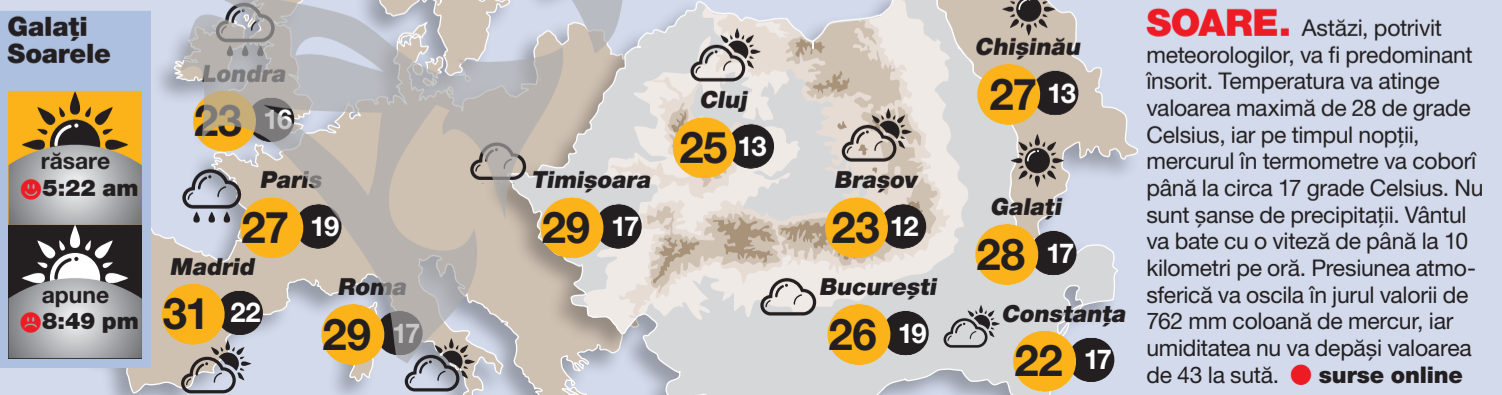 Galați
Soarele
răsare
5:22 am
apune
8:49 pm
Londra
23 16
Paris
27 19
Madrid
31 22
Roma
29 17
Timișoara
29 17
Cluj
25 13
Brașov
23 12
București
26 19
Chișinău
27 13
Galați
28 17
Constanța
22 17
SOARE. Astăzi, potrivit
meteorologilor, va fi predominant
însorit. Temperatura va atinge
valoarea maximă de 28 de grade
Celsius, iar pe timpul nopții,
mercurul în termometre va coborî
până la circa 17 grade Celsius. Nu
sunt șanse de precipitații. Vântul
va bate cu o viteză de până la 10
kilometri pe oră. Presiunea atmo-
sferică va oscila în jurul valorii de
762 mm coloană de mercur, iar
umiditatea nu va depăși valoarea
de 43 la sută. ● surse online